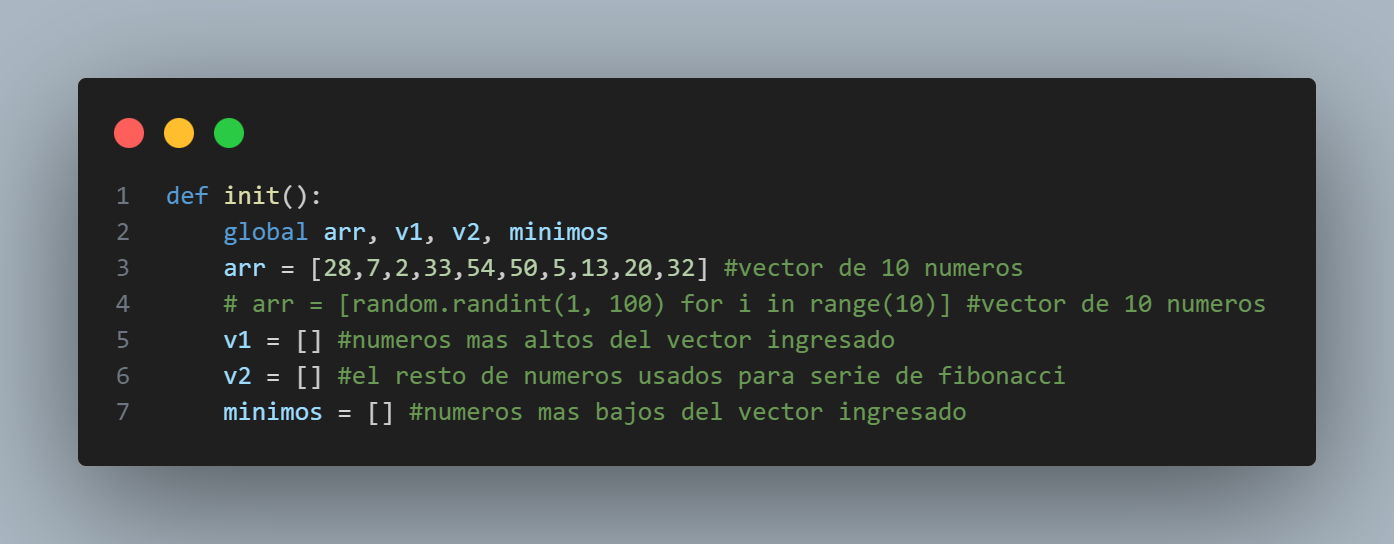 1 def init():
2     global arr, v1, v2, minimos
3     arr = [28,7,2,33,54,50,5,13,20,32] #vector de 10 numeros
4     # arr = [random.randint(1, 100) for i in range(10)] #vector de 10 numeros
5     v1 = [] #numeros mas altos del vector ingresado
6     v2 = [] #el resto de numeros usados para serie de fibonacci
7     minimos = [] #numeros mas bajos del vector ingresado